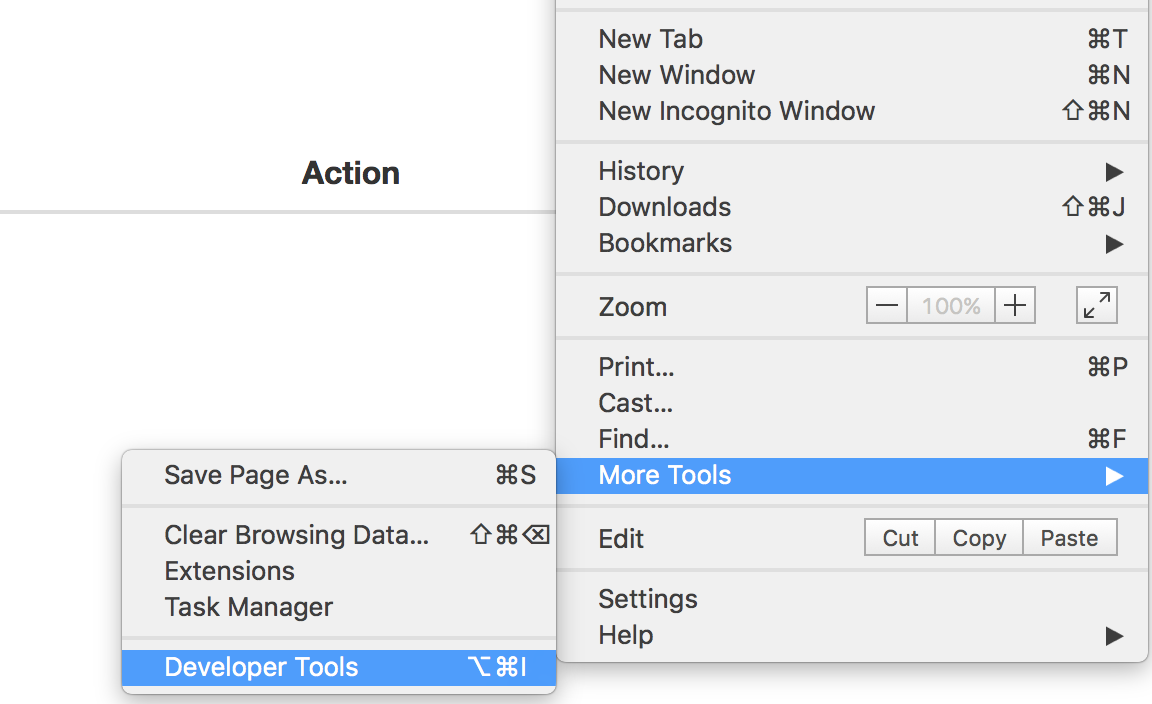 New Tab ⌘T
New Window ⌘N
New Incognito Window ⇧⌘N
Action
History ▶
Downloads ⇧⌘J
Bookmarks ▶
Zoom — 100% +
Print... ⌘P
Cast...
Find... ⌘F
More Tools ▶
Save Page As... ⌘S
Clear Browsing Data... ⇧⌘⌫
Extensions
Task Manager
Developer Tools ⌥⌘I
Edit Cut Copy Paste
Settings
Help ▶